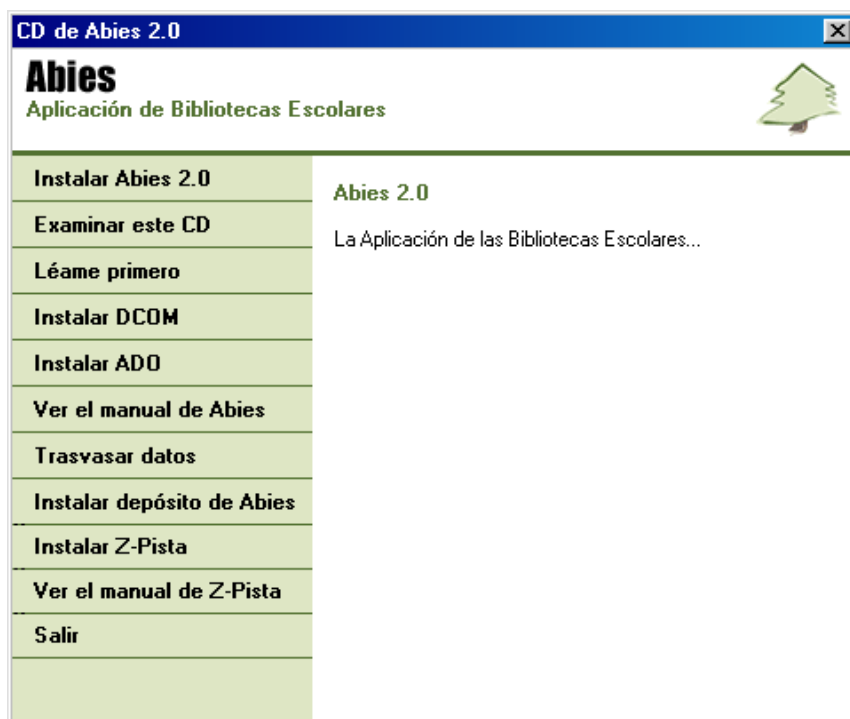 CD de Abies 2.0
Abies
Aplicación de Bibliotecas Escolares
Instalar Abies 2.0
Examinar este CD
Léame primero
Instalar DCOM
Instalar ADO
Ver el manual de Abies
Trasvasar datos
Instalar depósito de Abies
Instalar Z-Pista
Ver el manual de Z-Pista
Salir
Abies 2.0
La Aplicación de las Bibliotecas Escolares...